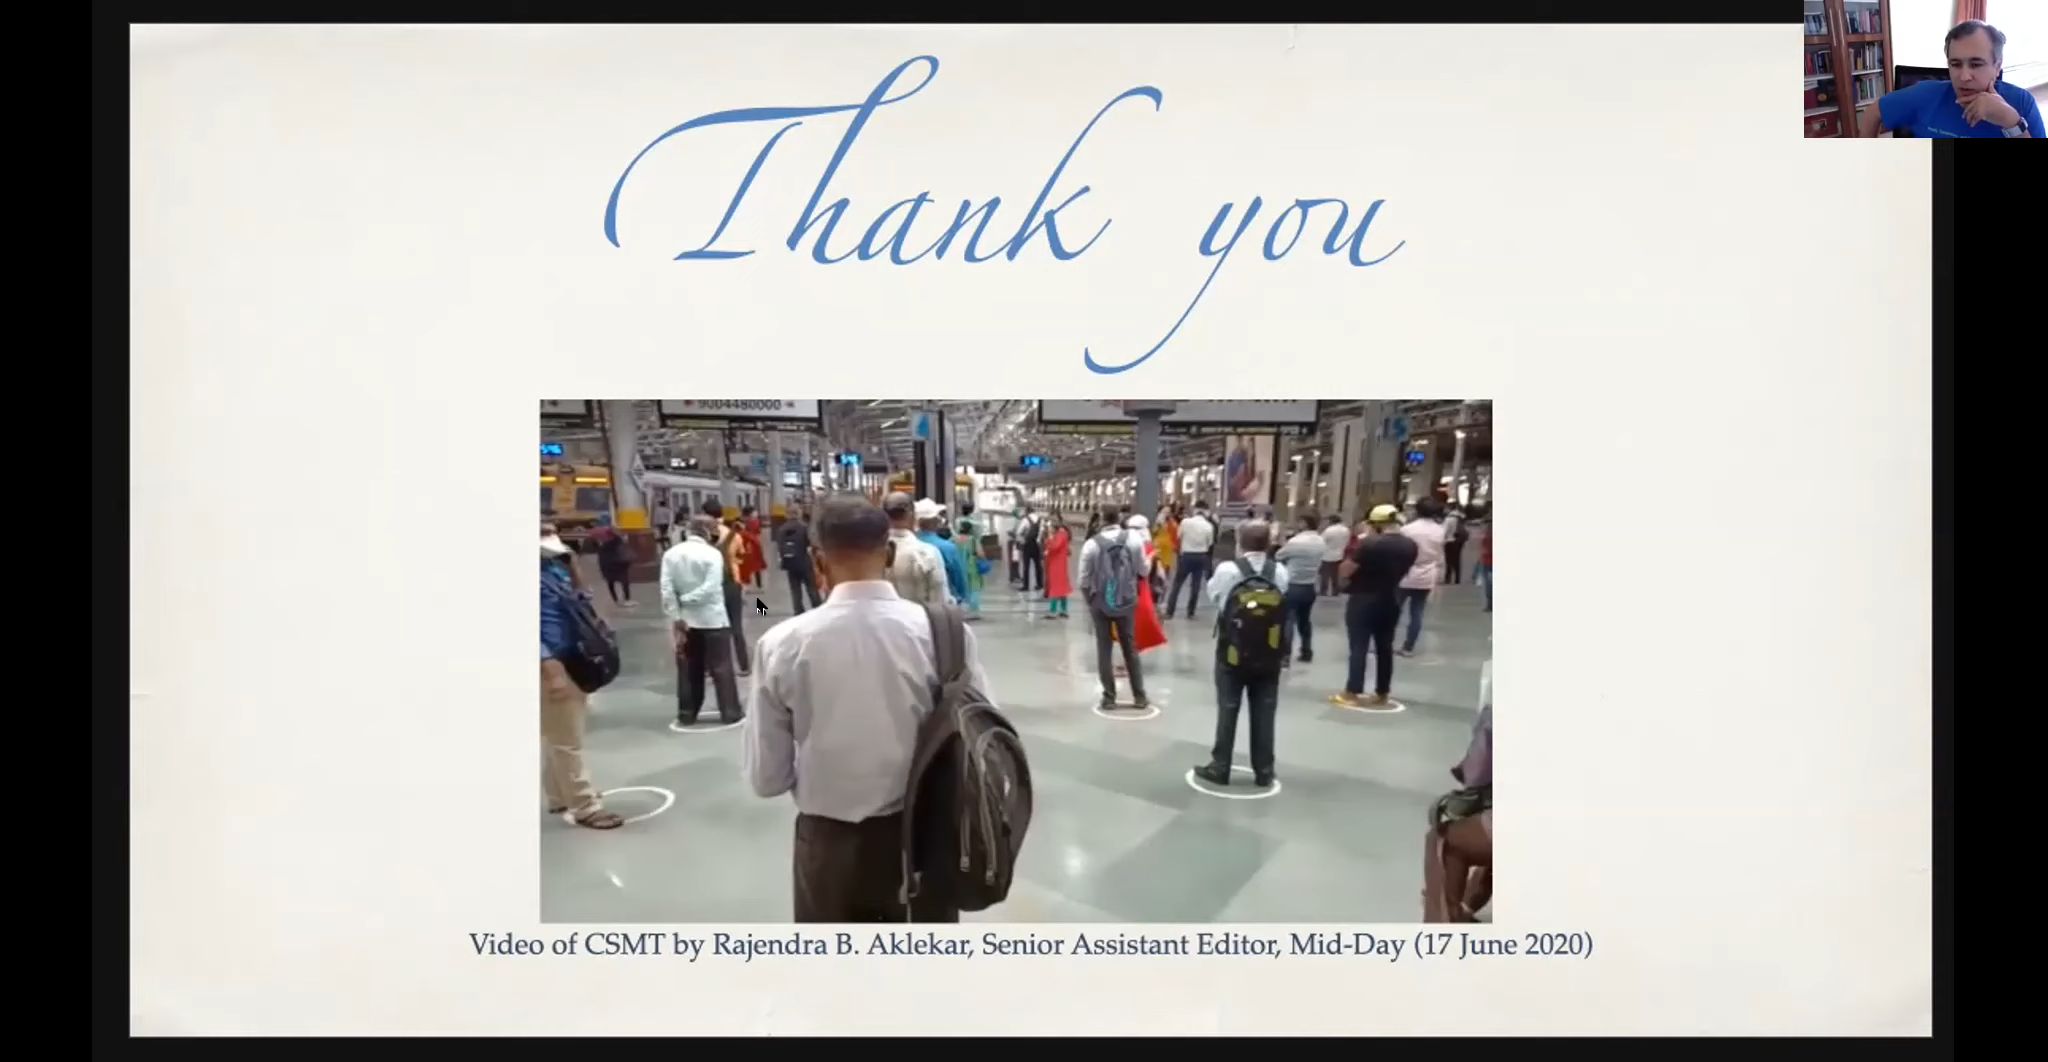 Thank you
9004480000
Video of CSMT by Rajendra B. Aklekar, Senior Assistant Editor, Mid-Day (17 June 2020)